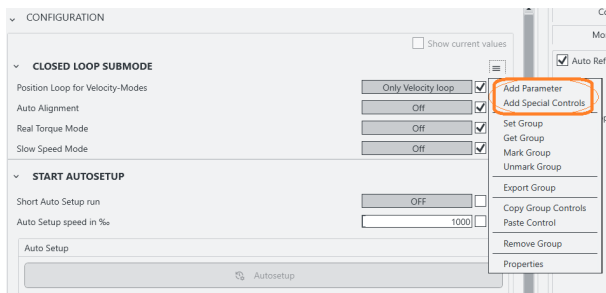 CONFIGURATION
Co
Show current values
Mo
CLOSED LOOP SUBMODE
Auto Ref
Position Loop for Velocity-Modes Only Velocity loop
Add Parameter
Auto Alignment Off
Add Special Controls
Real Torque Mode Off
Set Group
Slow Speed Mode Off
Get Group
Mark Group
Unmark Group
START AUTOSETUP
Export Group
Short Auto Setup run OFF
Copy Group Controls
Auto Setup speed in ‰ 1000
Paste Control
Auto Setup
Remove Group
Properties
Autosetup